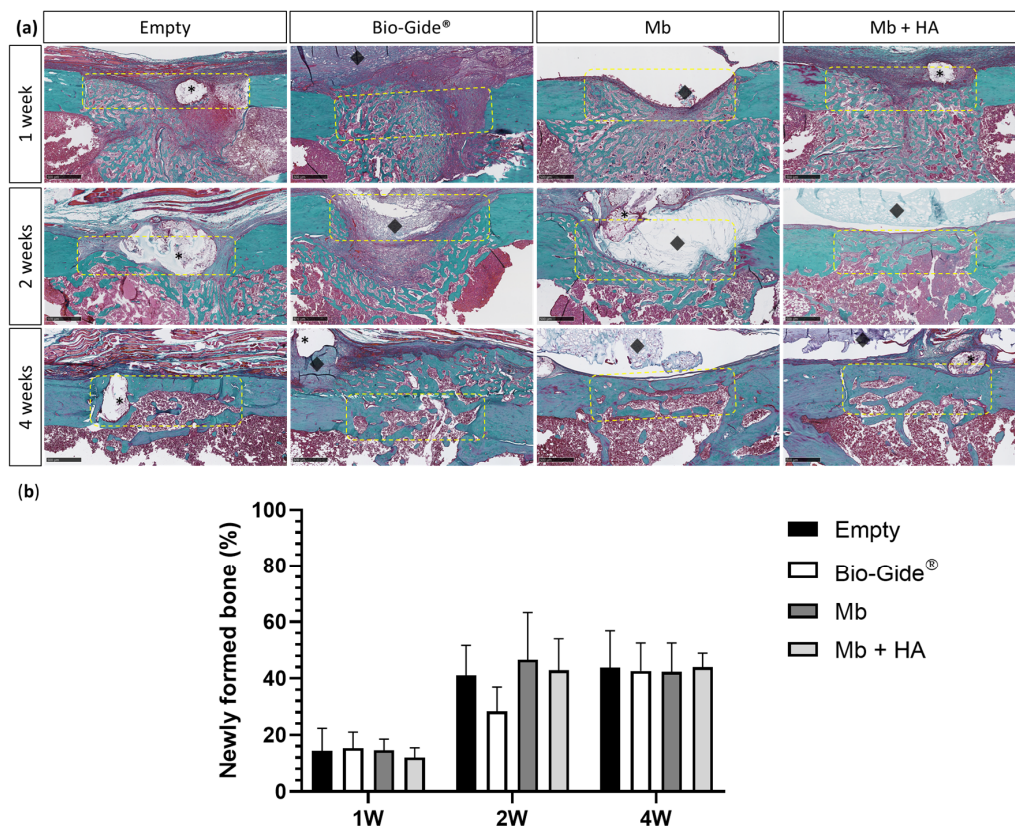 (a)
Empty
Bio-Gide®
Mb
Mb + HA
1 week
2 weeks
4 weeks
(b)
Newly formed bone (%)
100
80
60
40
20
0
1W
2W
4W
Empty
Bio-Gide®
Mb
Mb + HA